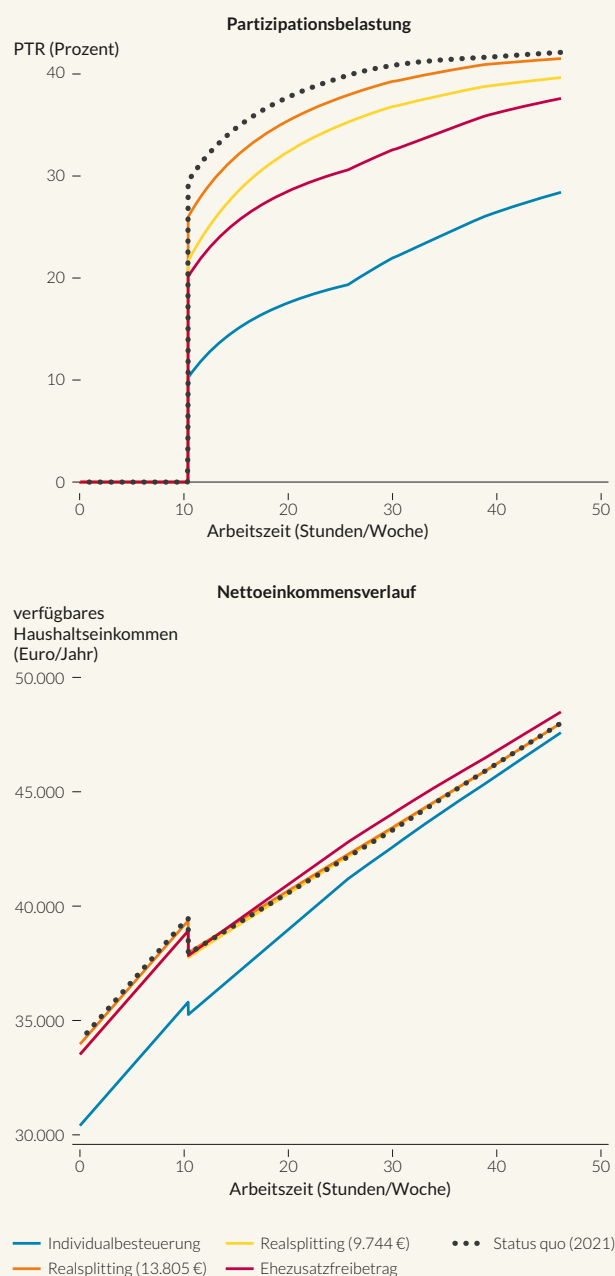 Partizipationsbelastung
PTR (Prozent)
40
30
20
10
0
0 10 20 30 40 50
Arbeitszeit (Stunden/Woche)
Nettoeinkommensverlauf
verfügbares
Haushaltseinkommen
(Euro/Jahr)
50.000
45.000
40.000
35.000
30.000
0 10 20 30 40 50
Arbeitszeit (Stunden/Woche)
Individualbesteuerung Realsplitting (9.744 €) Status quo (2021)
Realsplitting (13.805 €) Ehezusatzfreibetrag